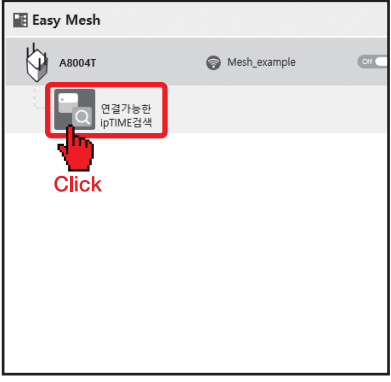 Easy Mesh
A8004T
Mesh_example
Off
연결가능한
ipTIME검색
Click